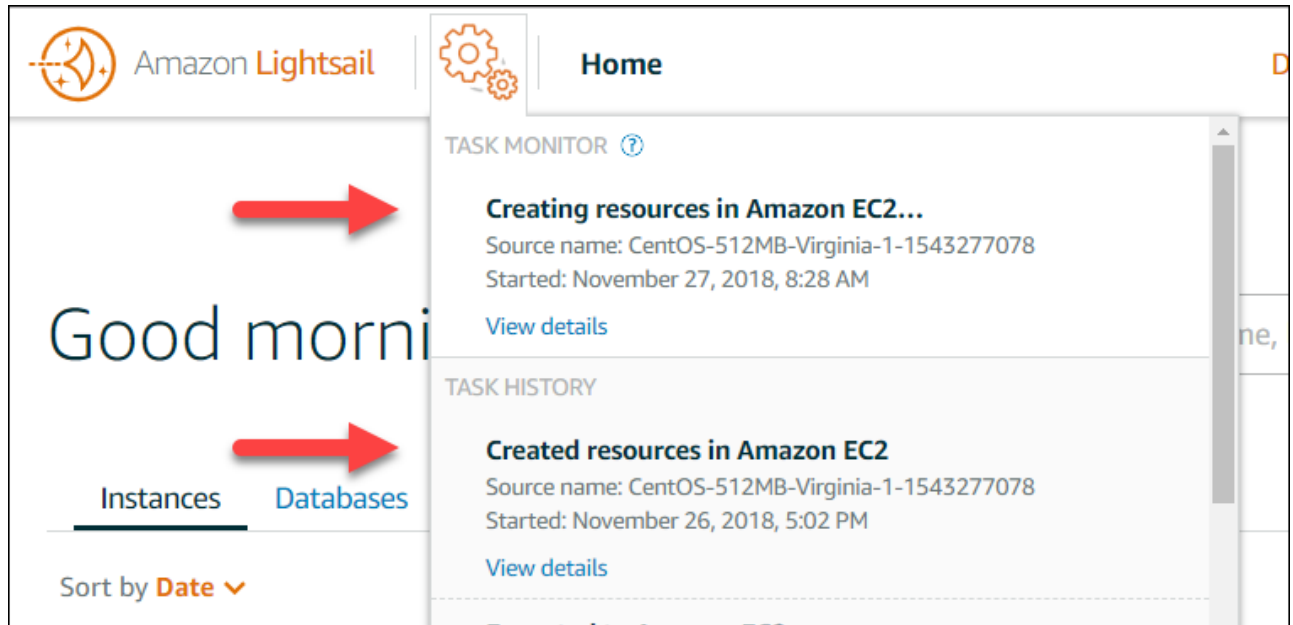 Amazon Lightsail
Home
D
TASK MONITOR ?
Creating resources in Amazon EC2...
Source name: CentOS-512MB-Virginia-1-1543277078
Started: November 27, 2018, 8:28 AM
View details
Good morni
ne,
TASK HISTORY
Created resources in Amazon EC2
Source name: CentOS-512MB-Virginia-1-1543277078
Started: November 26, 2018, 5:02 PM
View details
Instances Databases
Sort by Date